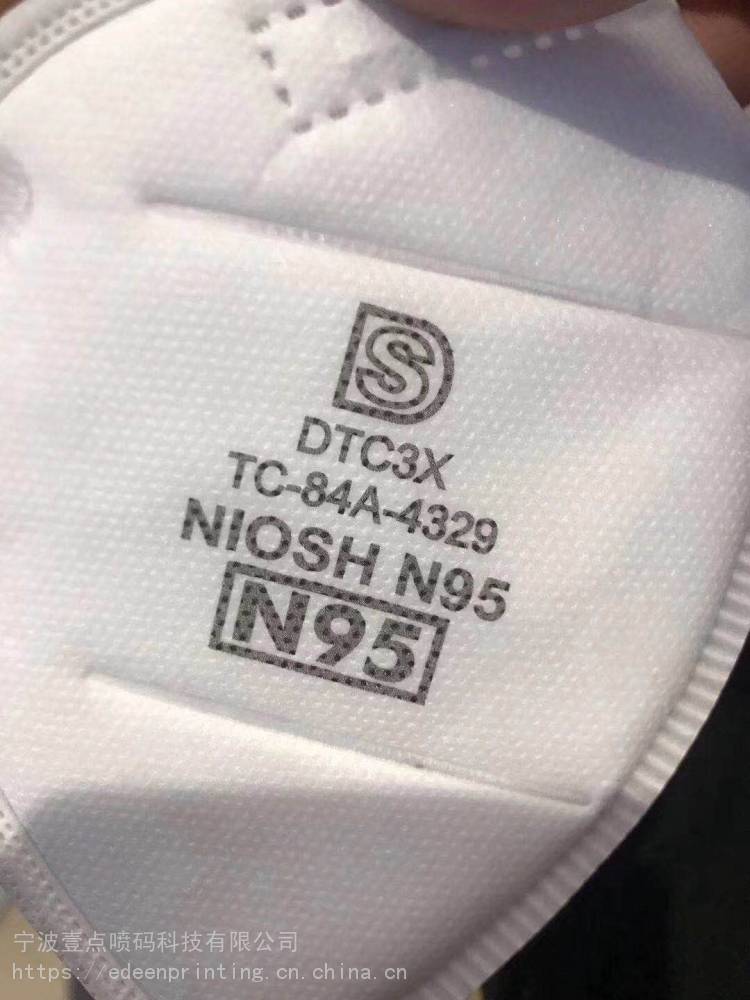 DS
DTC3X
TC-84A-4329
NIOSH N95
N95
宁波壹点喷码科技有限公司
https://edeenprinting.cn.china.cn